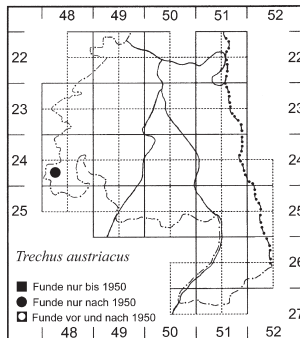 48 49 50 51 52
22 22
23 23
24 24
25 25
Trechus austriacus 26
Funde nur bis 1950
Funde nur nach 1950
Funde vor und nach 1950
27
48 49 50 51 52